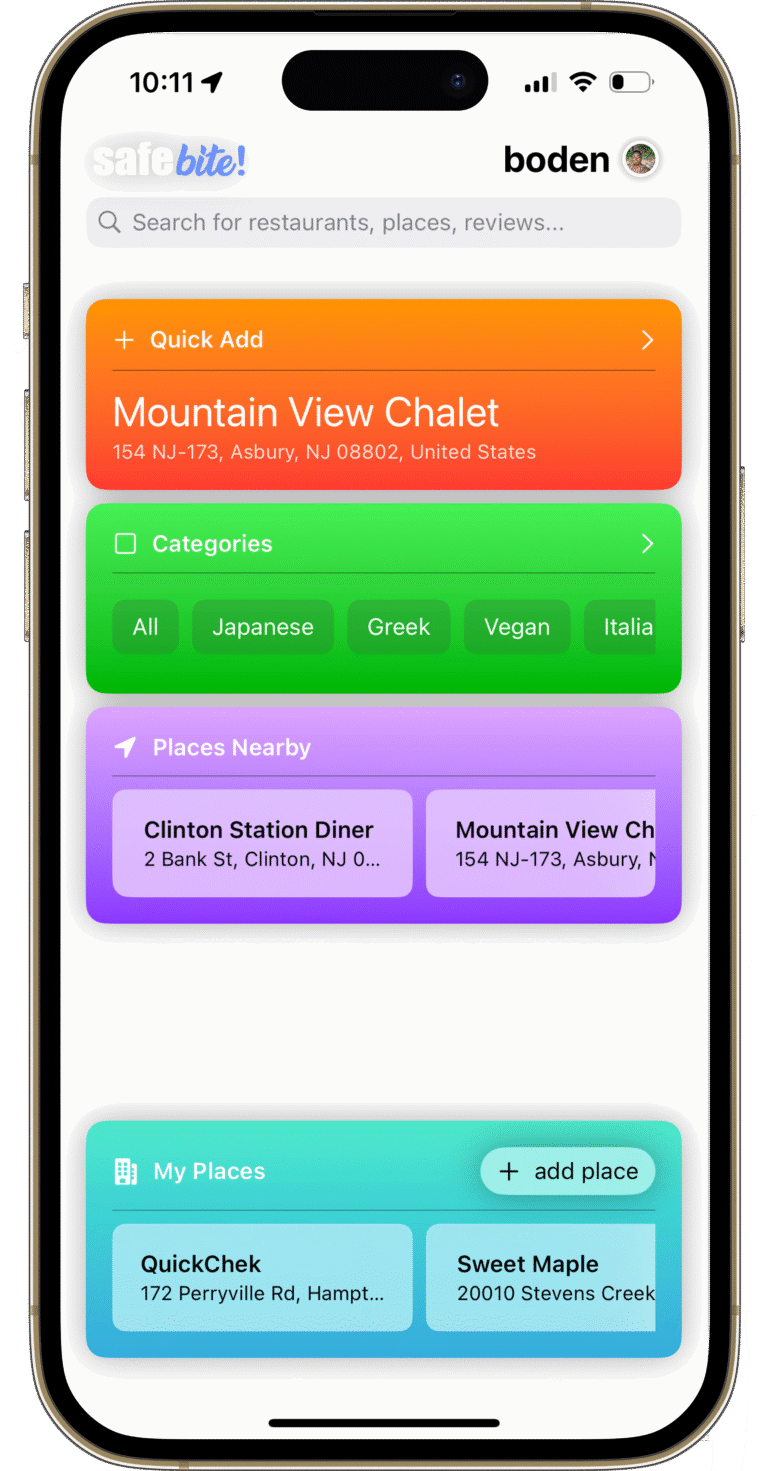 10:11
safebite!
boden
Search for restaurants, places, reviews...
Quick Add
Mountain View Chalet
154 NJ-173, Asbury, NJ 08802, United States
Categories
All Japanese Greek Vegan Italia
Places Nearby
Clinton Station Diner Mountain View Ch
2 Bank St, Clinton, NJ 0... 154 NJ-173, Asbury, N
My Places + add place
QuickChek Sweet Maple
172 Perryville Rd, Hampt... 20010 Stevens Creek